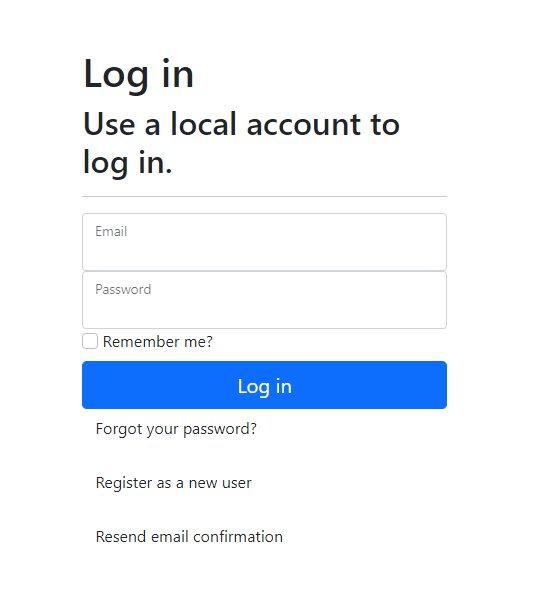 Log in
Use a local account to
log in.
Email
Password
Remember me?
Log in
Forgot your password?
Register as a new user
Resend email confirmation